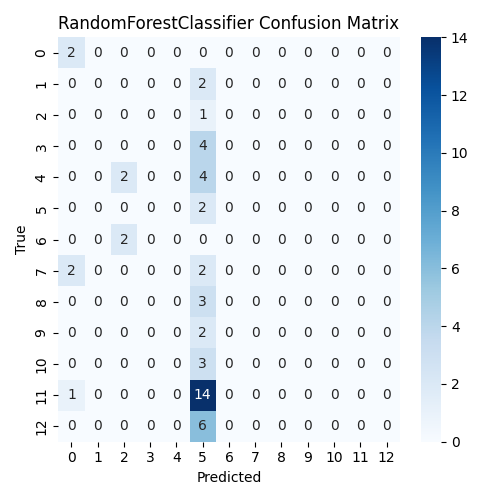 RandomForestClassifier Confusion Matrix
True
0 2 0 0 0 0 0 0 0 0 0 0 0 0
1 0 0 0 0 0 2 0 0 0 0 0 0 0
2 0 0 0 0 0 1 0 0 0 0 0 0 0
3 0 0 0 0 0 4 0 0 0 0 0 0 0
4 0 0 2 0 0 4 0 0 0 0 0 0 0
5 0 0 0 0 0 2 0 0 0 0 0 0 0
6 0 0 2 0 0 0 0 0 0 0 0 0 0
7 2 0 0 0 0 2 0 0 0 0 0 0 0
8 0 0 0 0 0 3 0 0 0 0 0 0 0
9 0 0 0 0 0 2 0 0 0 0 0 0 0
10 0 0 0 0 0 3 0 0 0 0 0 0 0
11 1 0 0 0 0 14 0 0 0 0 0 0 0
12 0 0 0 0 0 6 0 0 0 0 0 0 0
0 1 2 3 4 5 6 7 8 9 10 11 12
Predicted
14
12
10
8
6
4
2
0